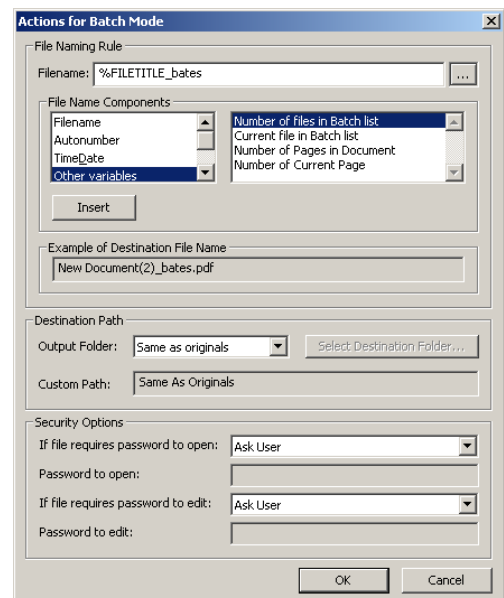 Actions for Batch Mode
File Naming Rule
Filename: %FILETITLE_bates ...
File Name Components
Filename
Autonumber
TimeDate
Other variables
Number of files in Batch list
Current file in Batch list
Number of Pages in Document
Number of Current Page
Insert
Example of Destination File Name
New Document(2)_bates.pdf
Destination Path
Output Folder: Same as originals Select Destination Folder...
Custom Path: Same As Originals
Security Options
If file requires password to open: Ask User
Password to open:
If file requires password to edit: Ask User
Password to edit:
OK Cancel